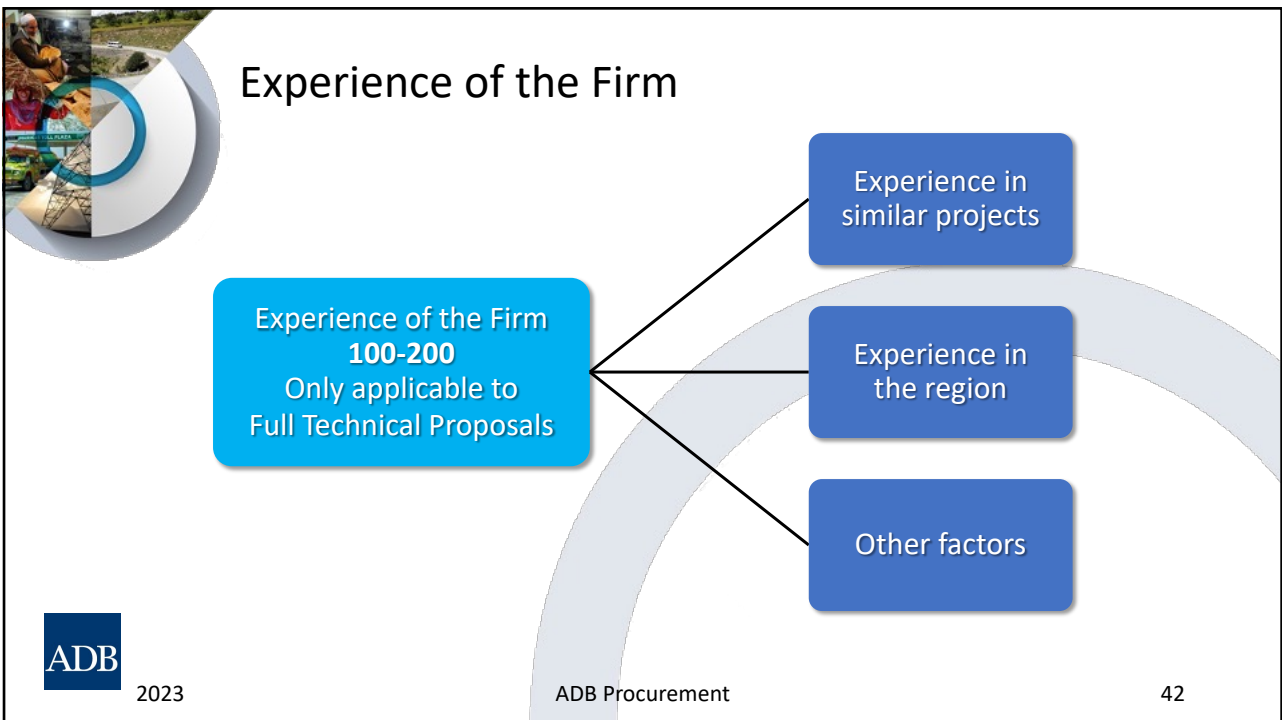 Experience of the Firm
Experience of the Firm
100-200
Only applicable to
Full Technical Proposals
Experience in
similar projects
Experience in
the region
Other factors
ADB
2023
ADB Procurement
42